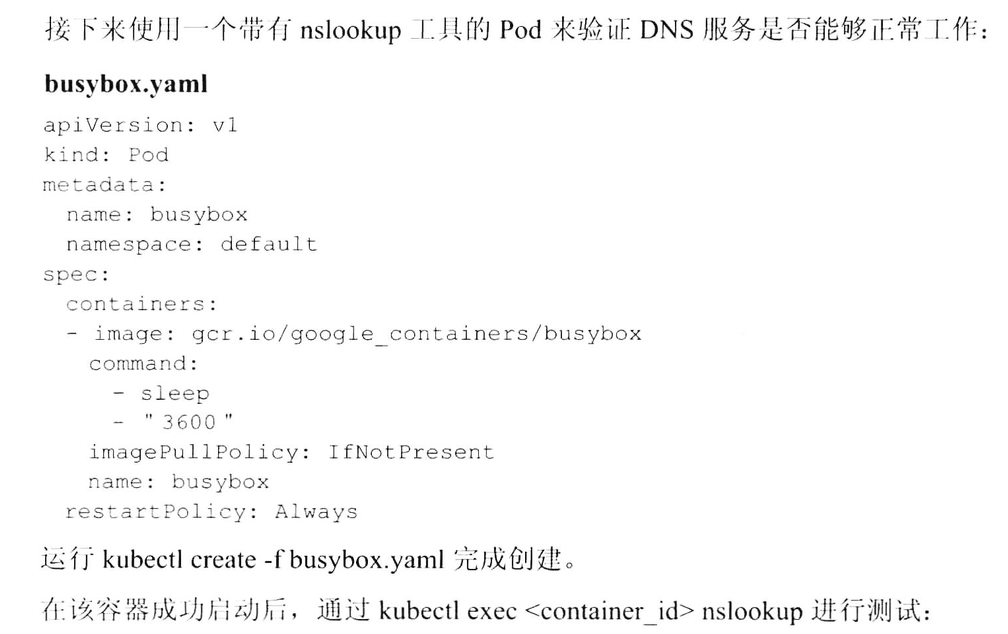 接下来使用一个带有 nslookup 工具的 Pod 来验证 DNS 服务是否能够正常工作：
busybox.yaml
apiVersion: v1
kind: Pod
metadata:
  name: busybox
  namespace: default
spec:
  containers:
  - image: gcr.io/google_containers/busybox
    command:
      - sleep
      - "3600"
    imagePullPolicy: IfNotPresent
    name: busybox
  restartPolicy: Always
运行 kubectl create -f busybox.yaml 完成创建。
在该容器成功启动后，通过 kubectl exec <container_id> nslookup 进行测试：